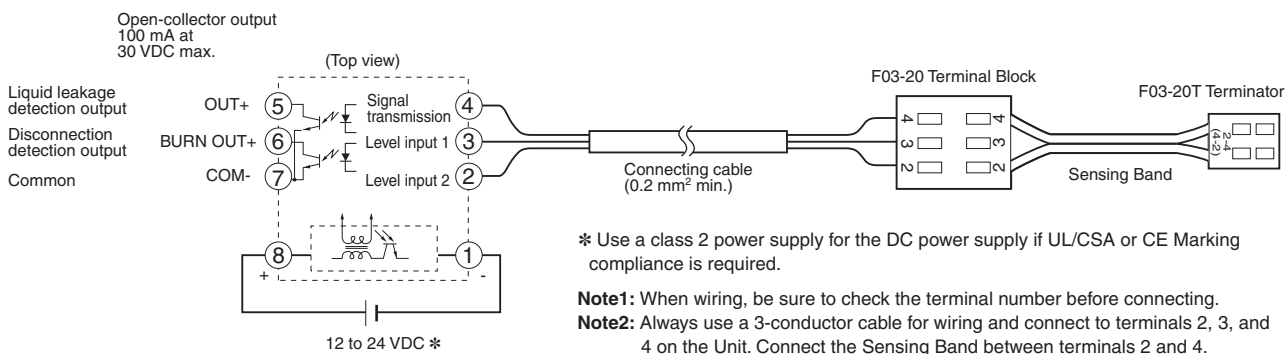 Open-collector output
100 mA at
30 VDC max.
(Top view)
Liquid leakage
detection output
OUT+
5
Signal
transmission
4
Disconnection
detection output
BURN OUT+
6
Level input 1
3
Common
COM-
7
Level input 2
2
8
1
+
-
12 to 24 VDC ✻
Connecting cable
(0.2 mm² min.)
F03-20 Terminal Block
4
4
3
3
2
2
Sensing Band
F03-20T Terminator
2-4
(4-2)
✻ Use a class 2 power supply for the DC power supply if UL/CSA or CE Marking
compliance is required.
Note1: When wiring, be sure to check the terminal number before connecting.
Note2: Always use a 3-conductor cable for wiring and connect to terminals 2, 3, and
4 on the Unit. Connect the Sensing Band between terminals 2 and 4.